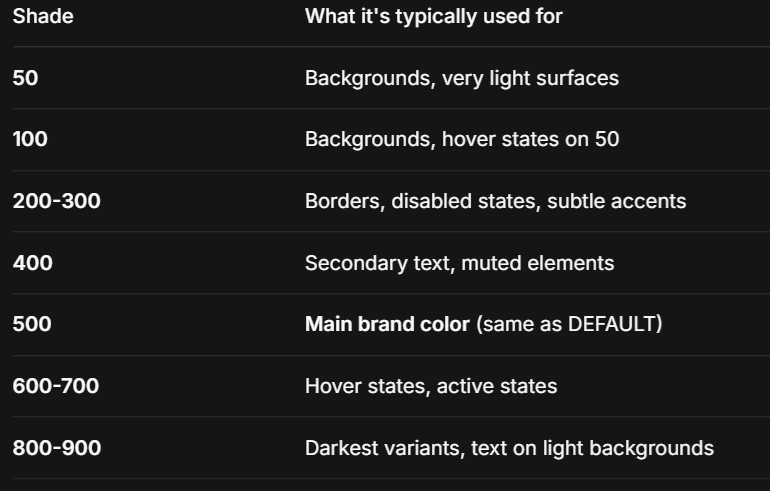 Shade What it's typically used for
50 Backgrounds, very light surfaces
100 Backgrounds, hover states on 50
200-300 Borders, disabled states, subtle accents
400 Secondary text, muted elements
500 Main brand color (same as DEFAULT)
600-700 Hover states, active states
800-900 Darkest variants, text on light backgrounds